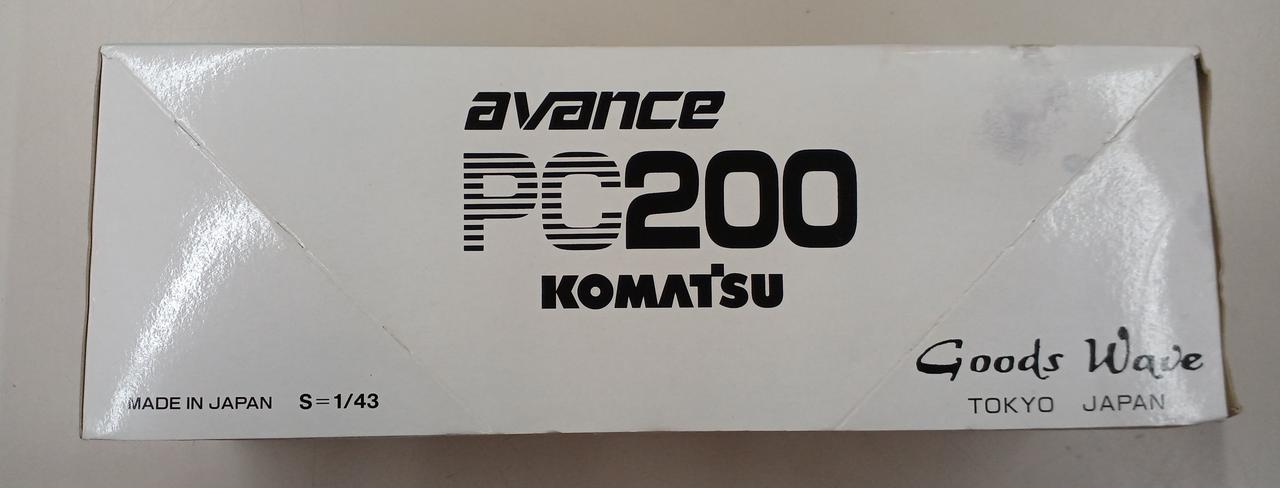 avance
PC200
KOMATSU
Goods Wave
MADE IN JAPAN S=1/43
TOKYO JAPAN